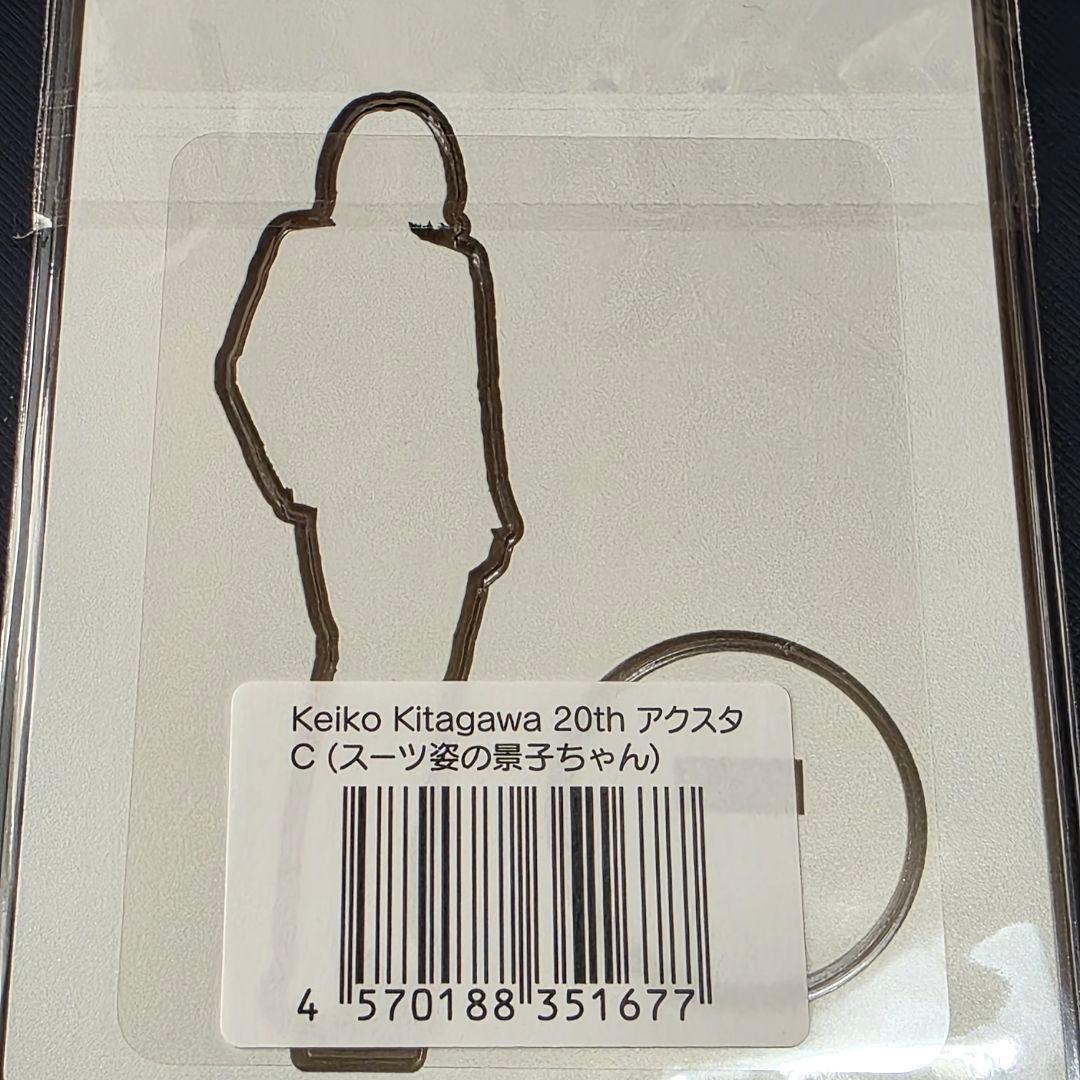 Keiko Kitagawa 20th アクスタ
C (スーツ姿の景子ちゃん)
4 570188 351677